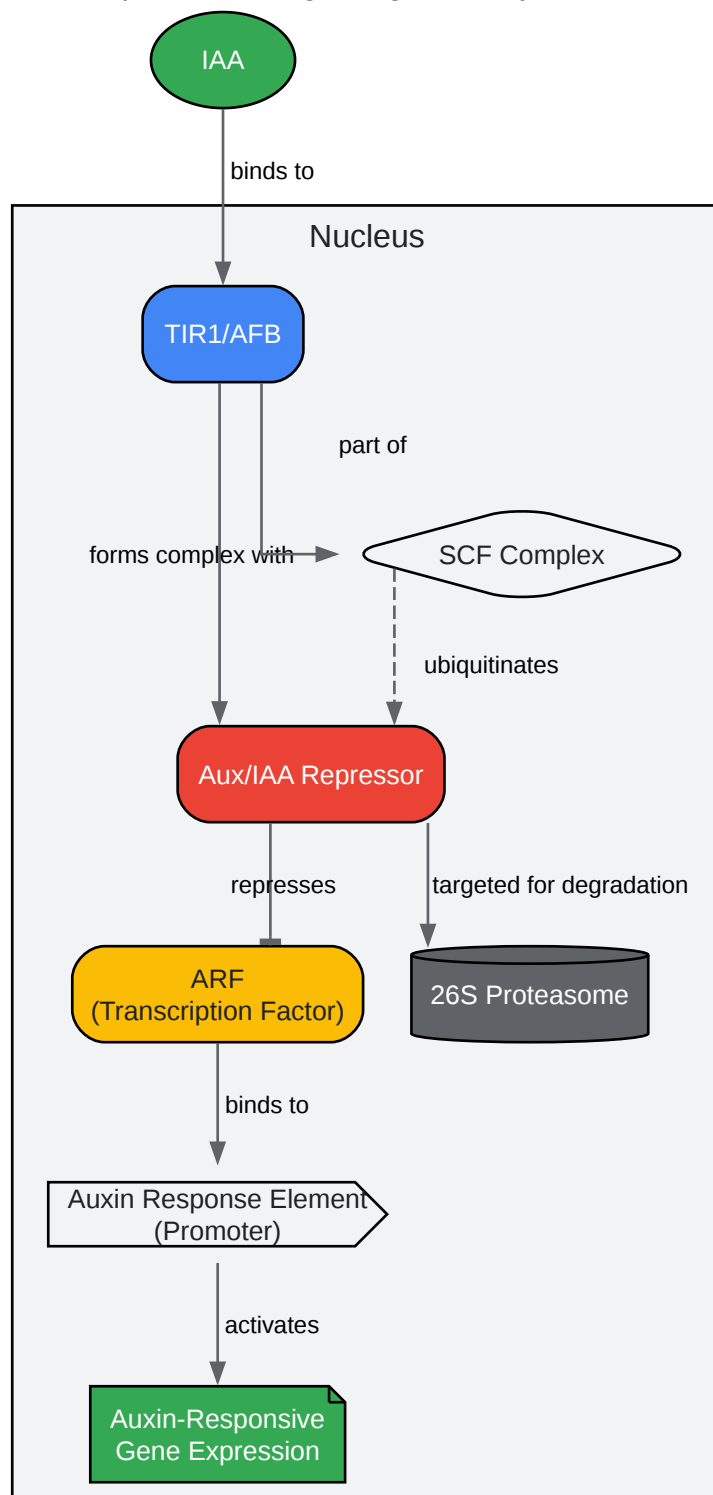 IAA
binds to
Nucleus
TIR1/AFB
part of
forms complex with
SCF Complex
ubiquitinates
Aux/IAA Repressor
represses
targeted for degradation
ARF
(Transcription Factor)
26S Proteasome
binds to
Auxin Response Element
(Promoter)
activates
Auxin-Responsive
Gene Expression